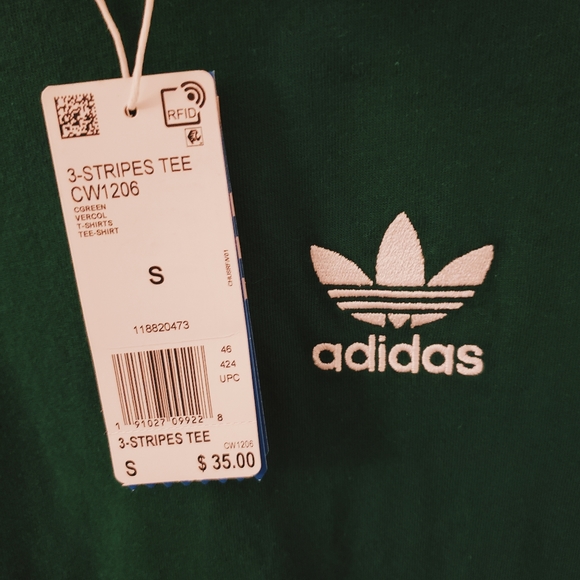 RFID
3-STRIPES TEE
CW1206
CGREEN
VERCOL
T-SHIRTS
TEE-SHIRT
S
118820473
46
424
UPC
1 91027 09922 8
3-STRIPES TEE CW1206
S $ 35.00
adidas